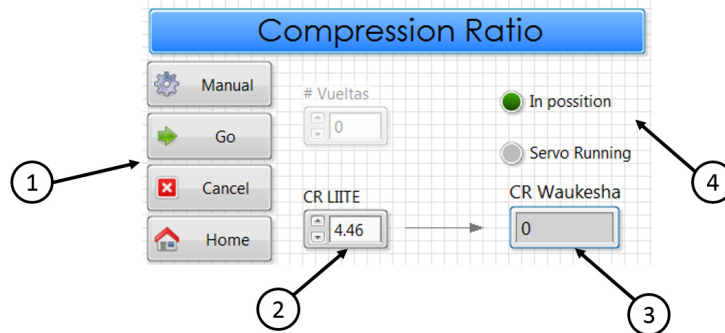 Compression Ratio
Manual
Go
Cancel
Home
# Vueltas
0
CR LIITE
4.46
In possition
Servo Running
CR Waukesha
0
1
2
3
4